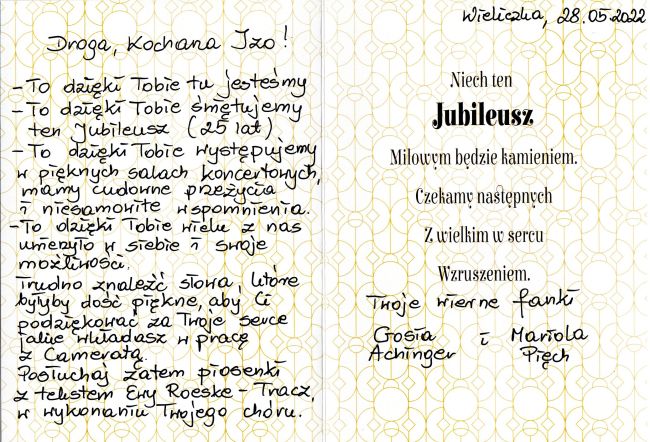 Droga, Kochana Izo!
- To dzięki Tobie tu jesteśmy
- To dzięki Tobie świętujemy
ten Jubileusz (25 lat)
- To dzięki Tobie występujemy
w pięknych salach koncertowych,
mamy cudowne przeżycia
i niesamowite wspomnienia.
- To dzięki Tobie wielu z nas
uwierzyło w siebie i swoje
możliwości.
Trudno znaleźć słowa, które
byłyby dość piękne, aby Ci
podziękować za Twoje serce
jakie wkładasz w pracę
z Cameratą.
Posłuchaj zatem piosenki
z tekstem Ewy Roeske - Tracz,
w wykonaniu Twojego chóru.
Wieliczka, 28.05.2022
Niech ten
Jubileusz
Milowym będzie kamieniem.
Czekamy następnych
Z wielkim w sercu
Wzruszeniem.
Twoje wierne fanki
Gosia i Mariola
Achinger Pięch